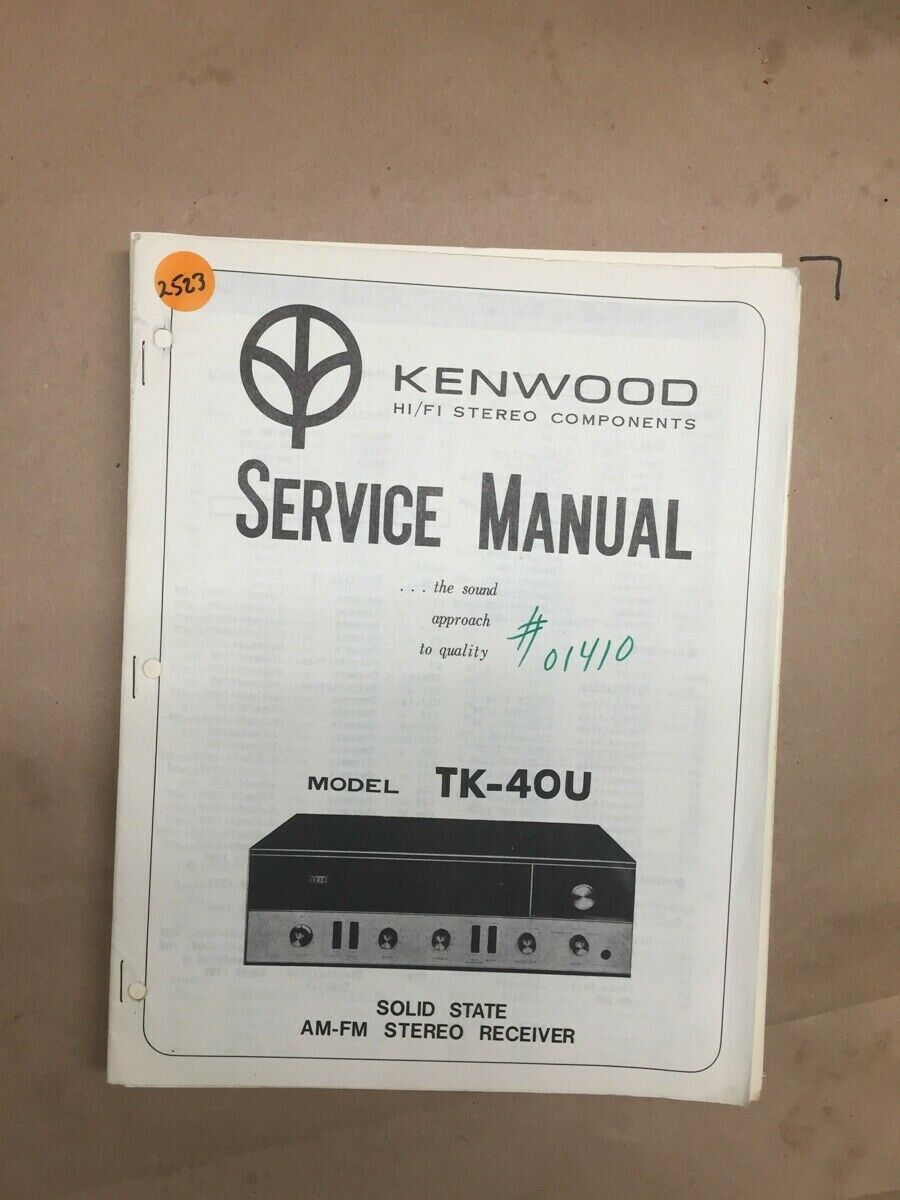 2523
KENWOOD
HI/FI STEREO COMPONENTS
SERVICE MANUAL
... the sound
approach
to quality
# 01410
MODEL TK-40U
SOLID STATE
AM-FM STEREO RECEIVER